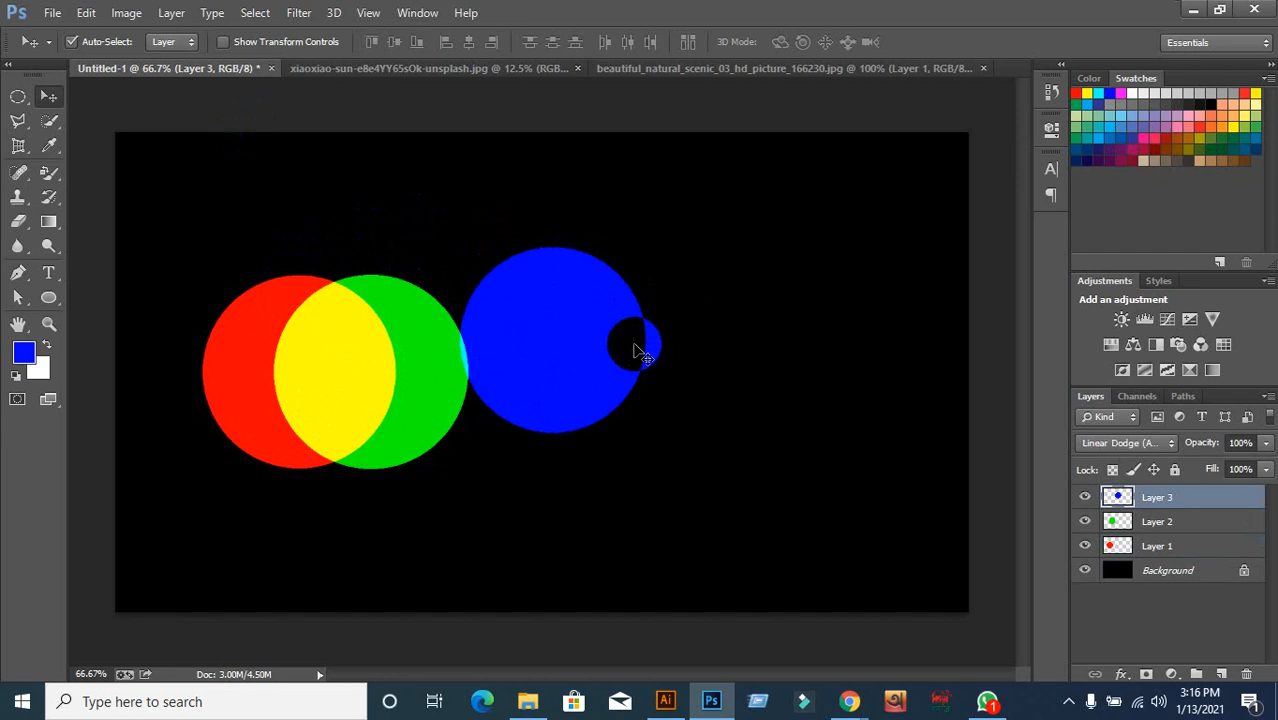 Ps File Edit Image Layer Type Select Filter 3D View Window Help
Auto-Select: Layer Show Transform Controls 3D Mode: Essentials
Untitled-1 @ 66.7% (Layer 3, RGB/8) * × xiaoxiao-sun-e8e4YY65sOk-unsplash.jpg @ 12.5% (RGB... × beautiful_natural_scenic_03_hd_picture_166230.jpg @ 100% (Layer 1, RGB/8... ×
Color Swatches
Adjustments Styles
Add an adjustment
Layers Channels Paths
Kind
Linear Dodge (A... Opacity: 100%
Lock: Fill: 100%
Layer 3
Layer 2
Layer 1
Background
66.67% Doc: 3.00M/4.50M
Type here to search
Ai Ps 1
3:16 PM
1/13/2021
1